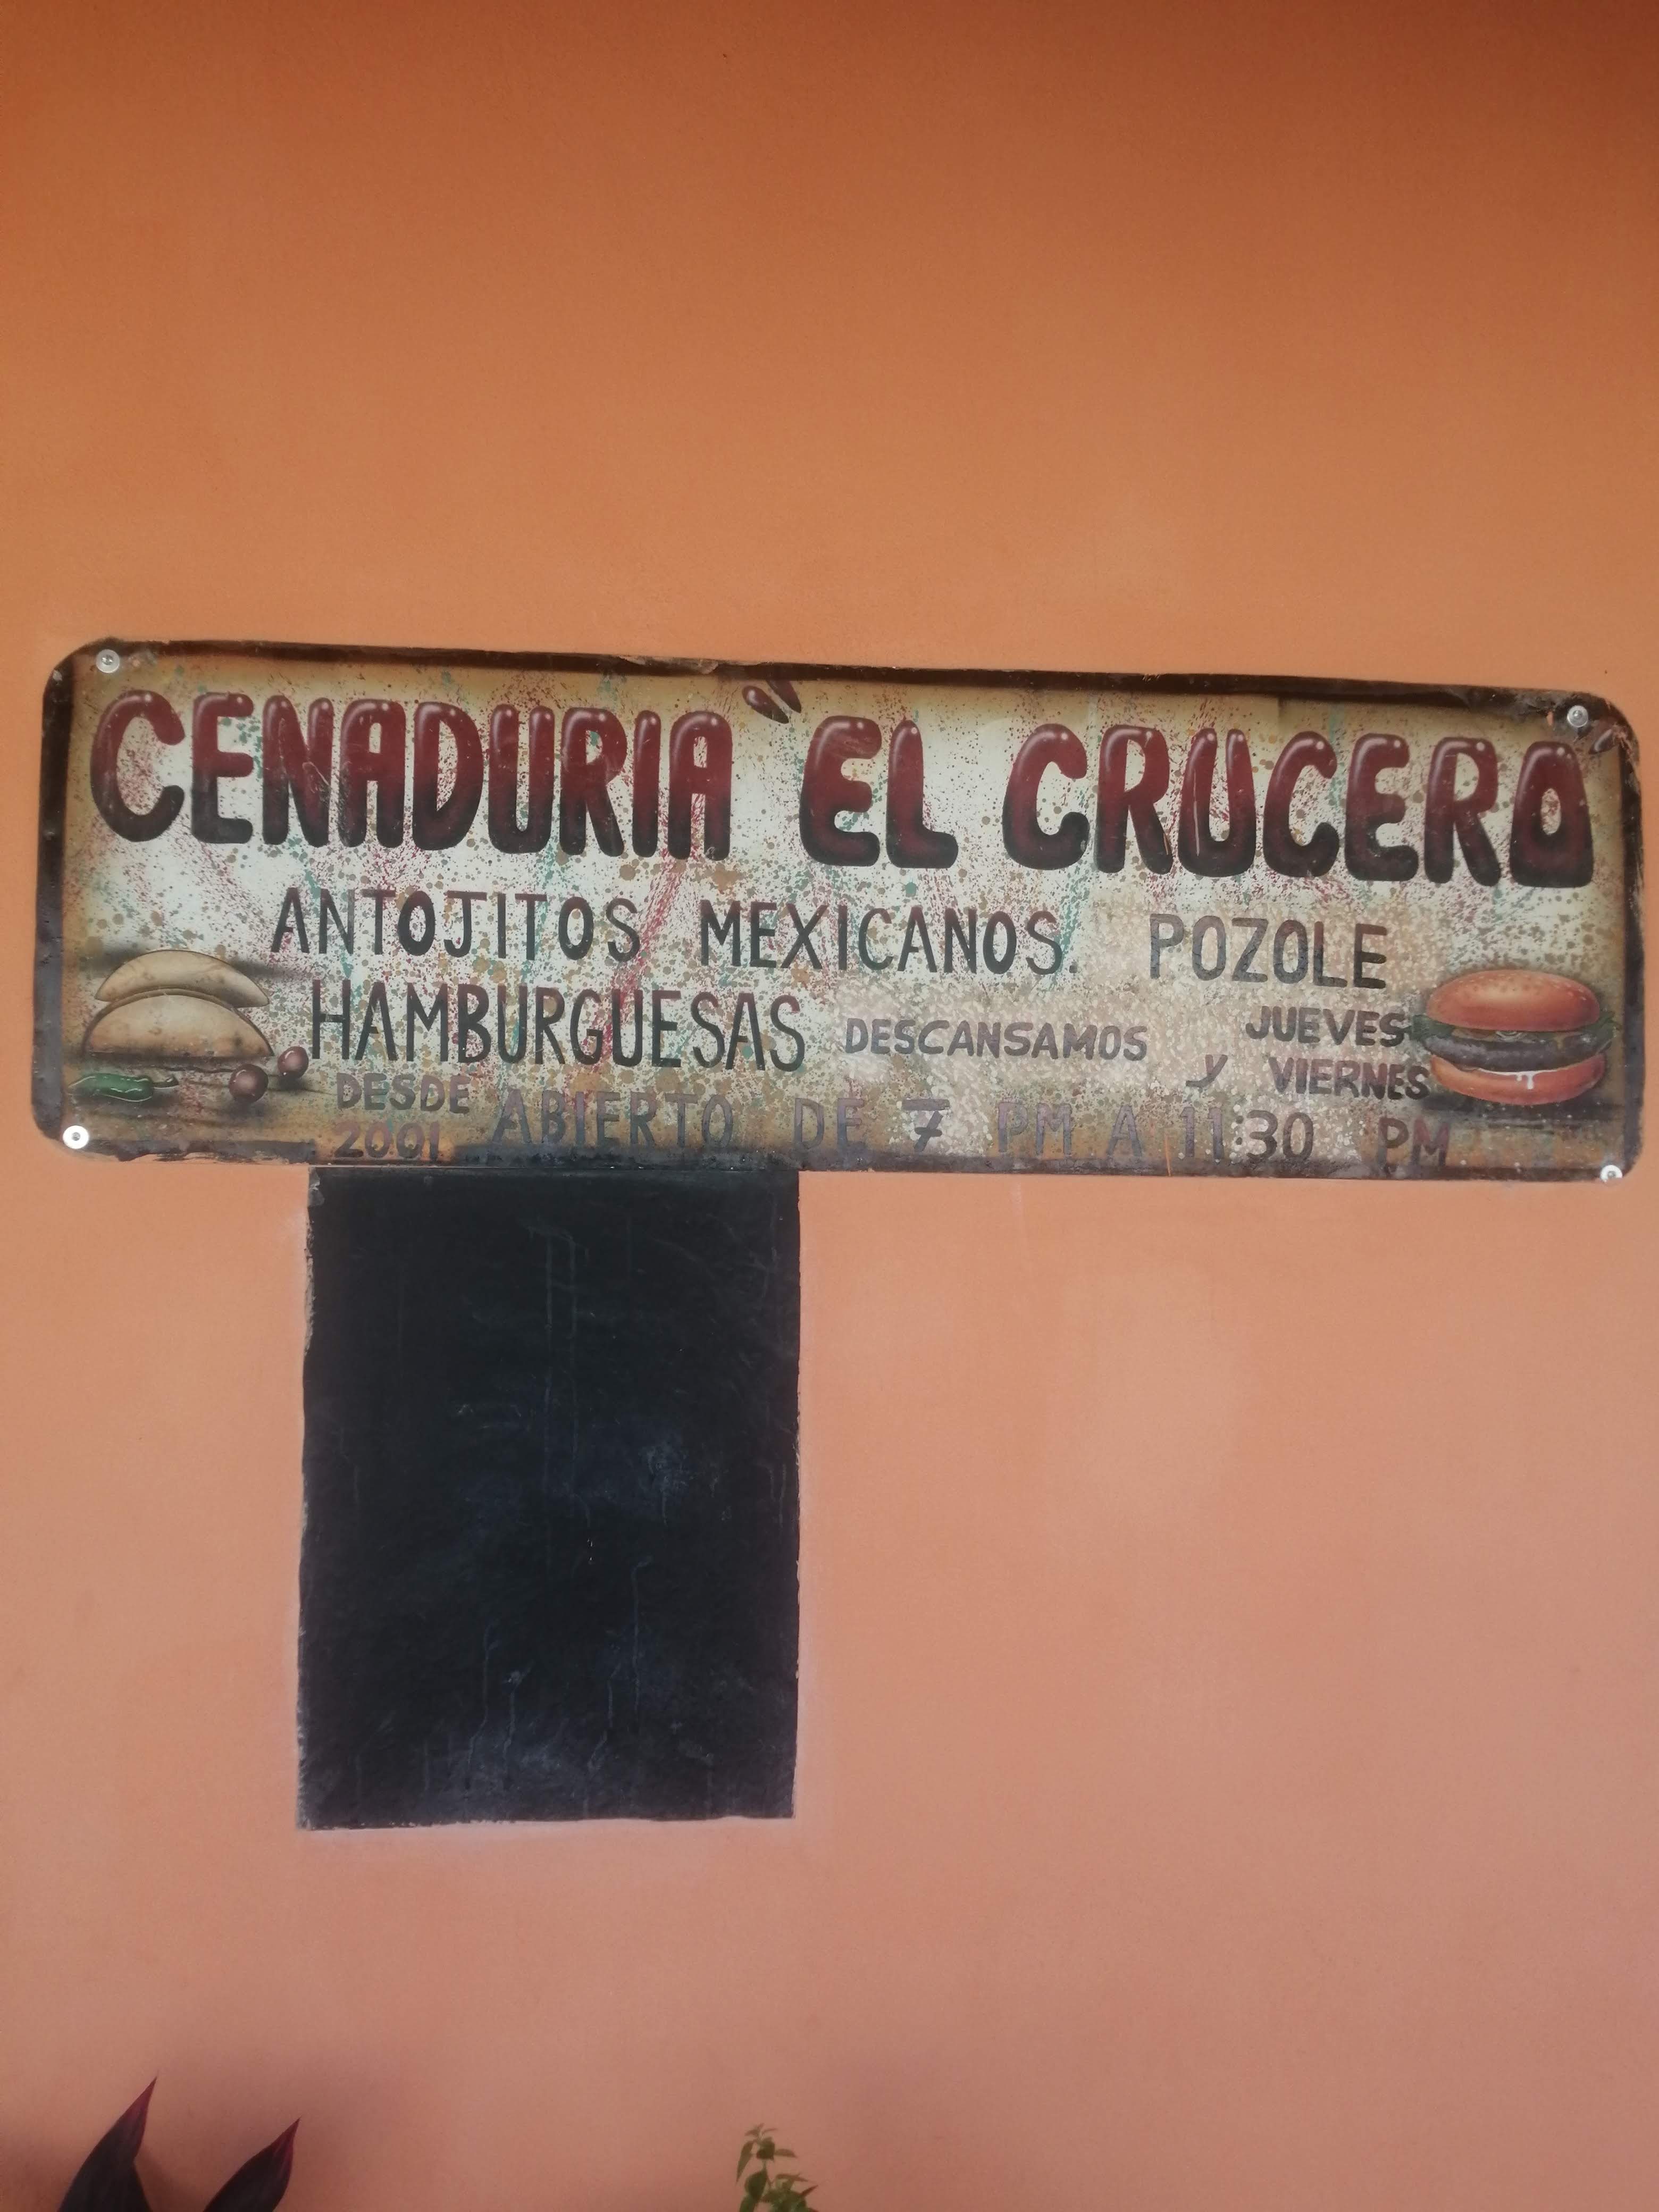 CENADURIA "EL CRUCERO"
ANTOJITOS MEXICANOS. POZOLE
HAMBURGUESAS DESCANSAMOS JUEVES
Y VIERNES
DESDE
2001 ABIERTO DE 7 PM A 11:30 PM